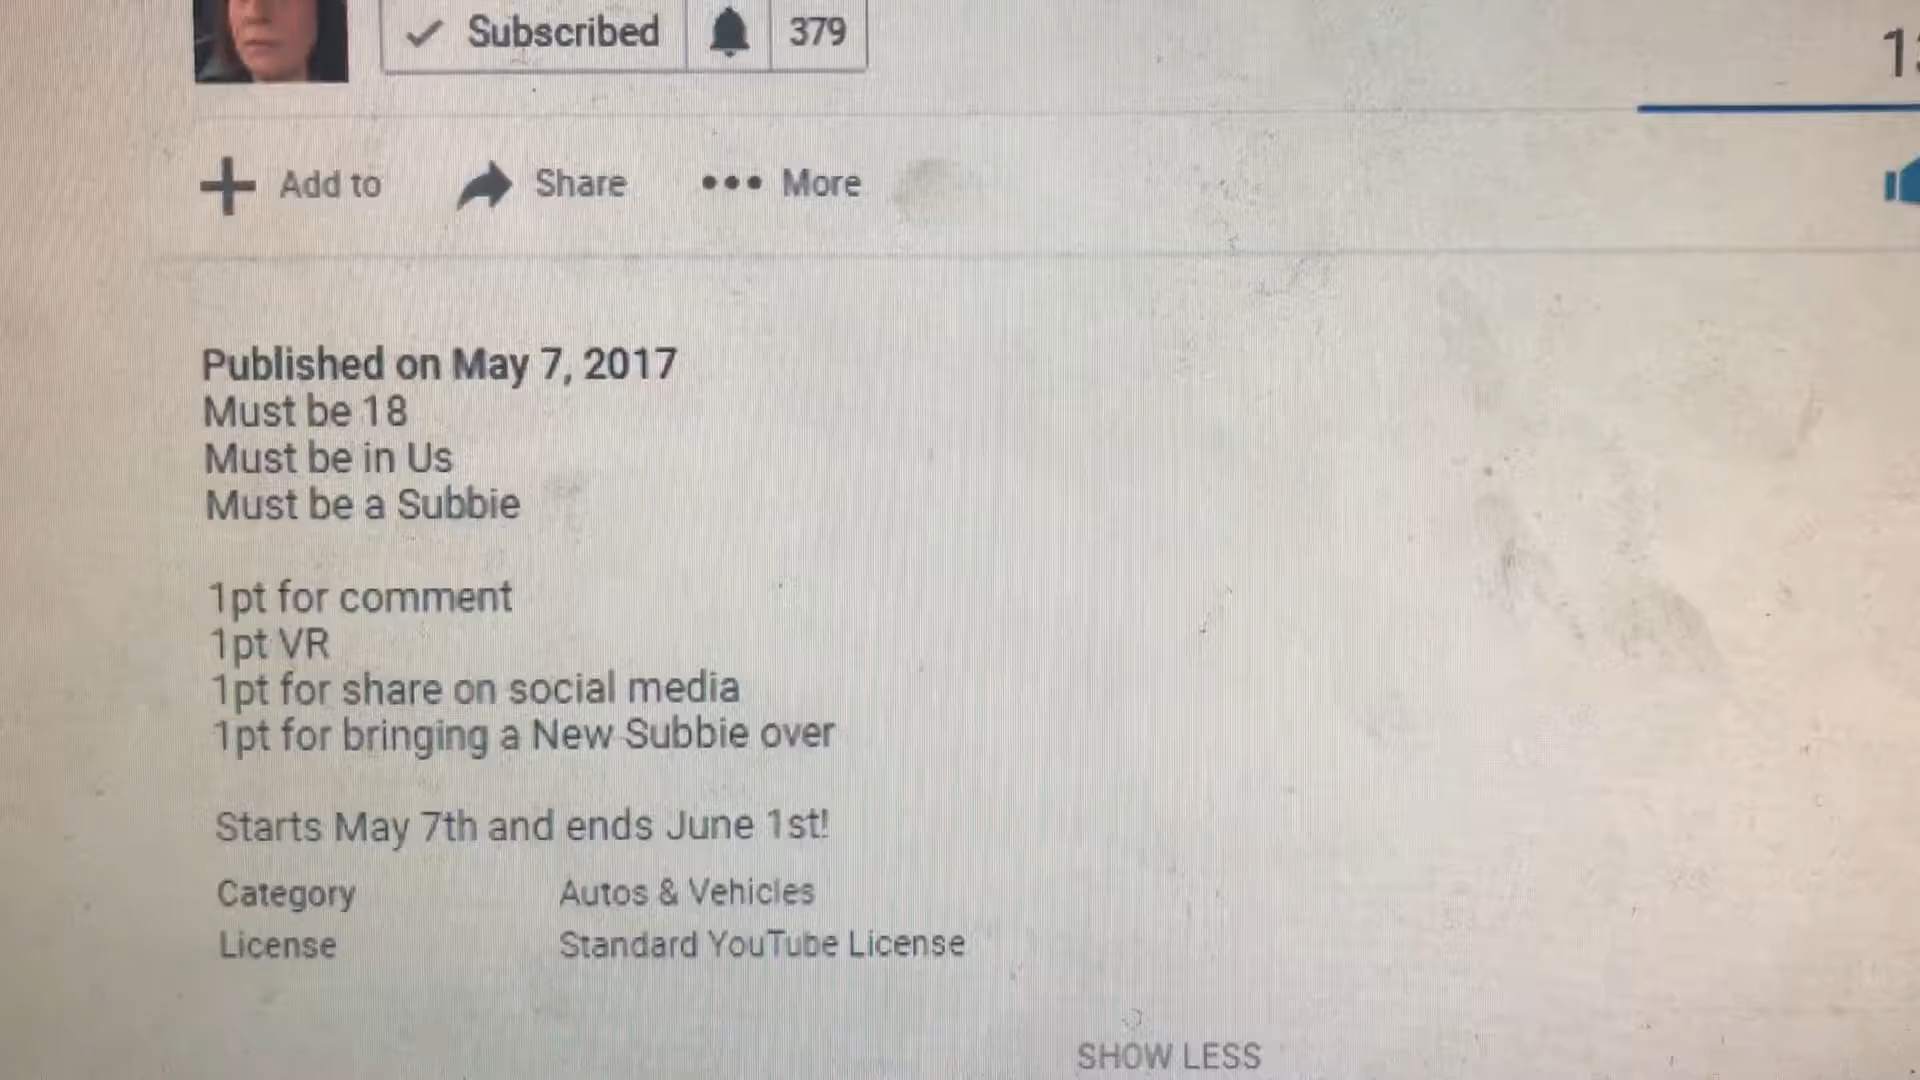 Subscribed 379
Add to Share More
Published on May 7, 2017
Must be 18
Must be in Us
Must be a Subbie
1pt for comment
1pt VR
1pt for share on social media
1pt for bringing a New Subbie over
Starts May 7th and ends June 1st!
Category Autos & Vehicles
License Standard YouTube License
SHOW LESS